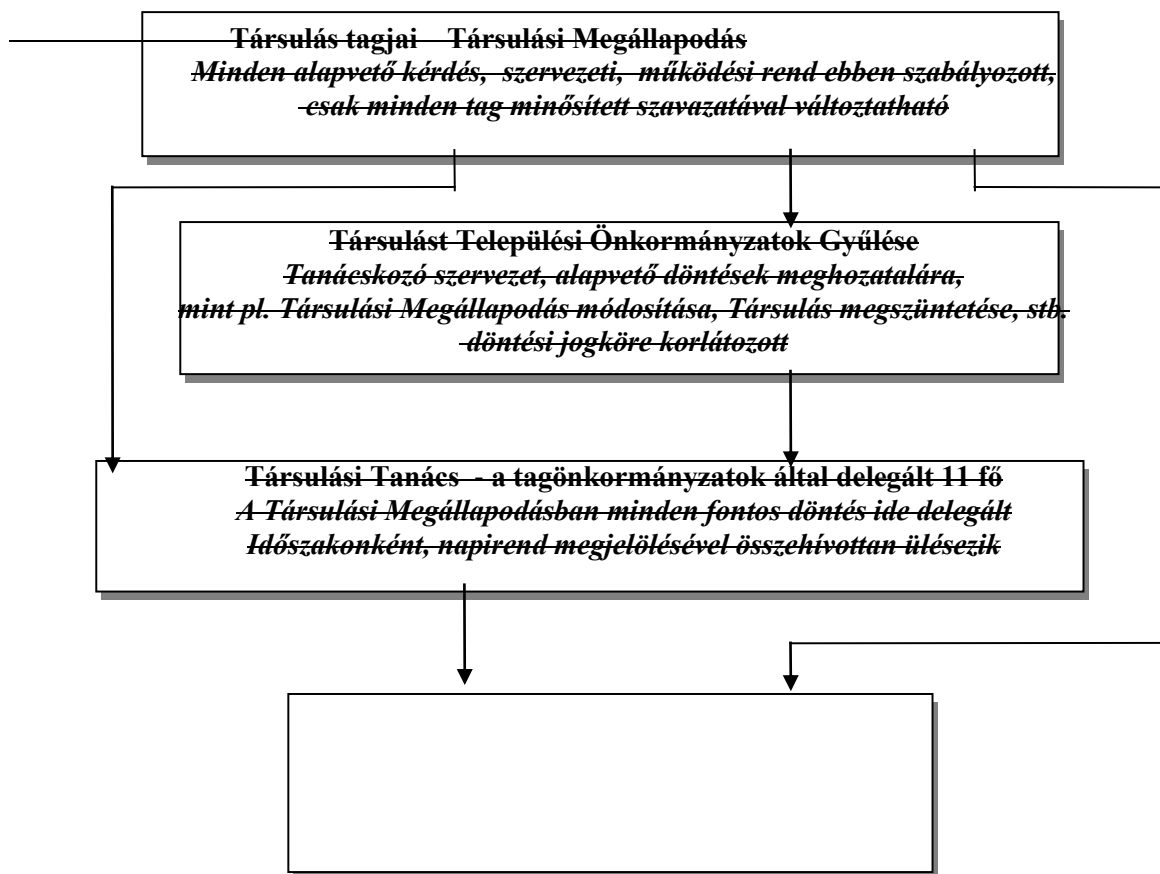 Társulás tagjai – Társulási Megállapodás
Minden alapvető kérdés, szervezeti, működési rend ebben szabályozott,
csak minden tag minősített szavazatával változtatható
Társulást Települési Önkormányzatok Gyűlése
Tanácskozó szervezet, alapvető döntések meghozatalára,
mint pl. Társulási Megállapodás módosítása, Társulás megszüntetése, stb.
döntési jogköre korlátozott
Társulási Tanács - a tagönkormányzatok által delegált 11 fő
A Társulási Megállapodásban minden fontos döntés ide delegált
Időszakonként, napirend megjelölésével összehívottan ülésezik